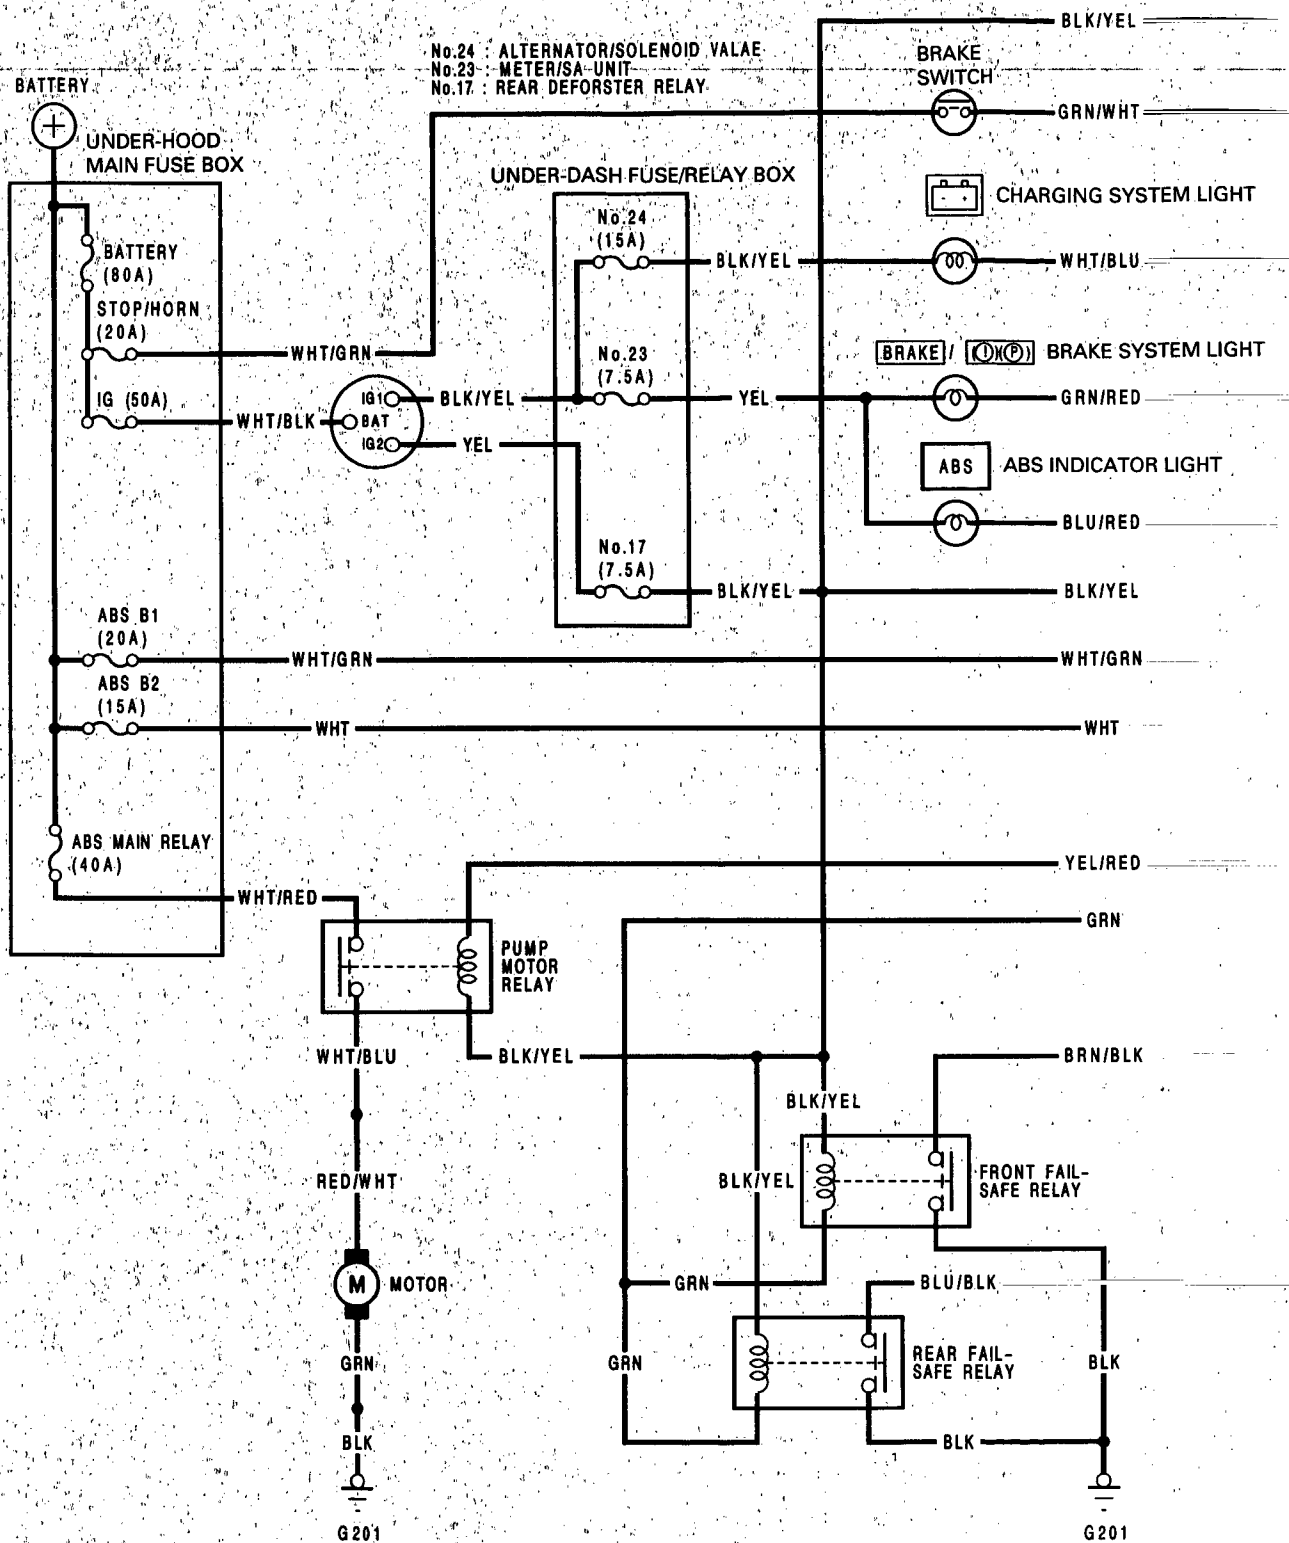 BLK/YEL
No.24 : ALTERNATOR/SOLENOID VALAE
No.23 : METER/SA UNIT
No.17 : REAR DEFORSTER RELAY
BRAKE
SWITCH
BATTERY
+
GRN/WHT
UNDER-HOOD
MAIN FUSE BOX
UNDER-DASH FUSE/RELAY BOX
- +
CHARGING SYSTEM LIGHT
No.24
(15A)
BATTERY
(80A)
BLK/YEL
WHT/BLU
STOP/HORN
(20A)
WHT/GRN
No.23
(7.5A)
BRAKE / (!)(P) BRAKE SYSTEM LIGHT
IG (50A)
IG1
BLK/YEL
YEL
GRN/RED
WHT/BLK
BAT
IG2
YEL
ABS
ABS INDICATOR LIGHT
BLU/RED
No.17
(7.5A)
BLK/YEL
BLK/YEL
ABS B1
(20A)
WHT/GRN
WHT/GRN
ABS B2
(15A)
WHT
WHT
ABS MAIN RELAY
(40A)
YEL/RED
WHT/RED
GRN
PUMP
MOTOR
RELAY
WHT/BLU
BLK/YEL
BRN/BLK
BLK/YEL
RED/WHT
BLK/YEL
FRONT FAIL-
SAFE RELAY
M
MOTOR
GRN
BLU/BLK
GRN
GRN
REAR FAIL-
SAFE RELAY
BLK
BLK
BLK
G201
G201